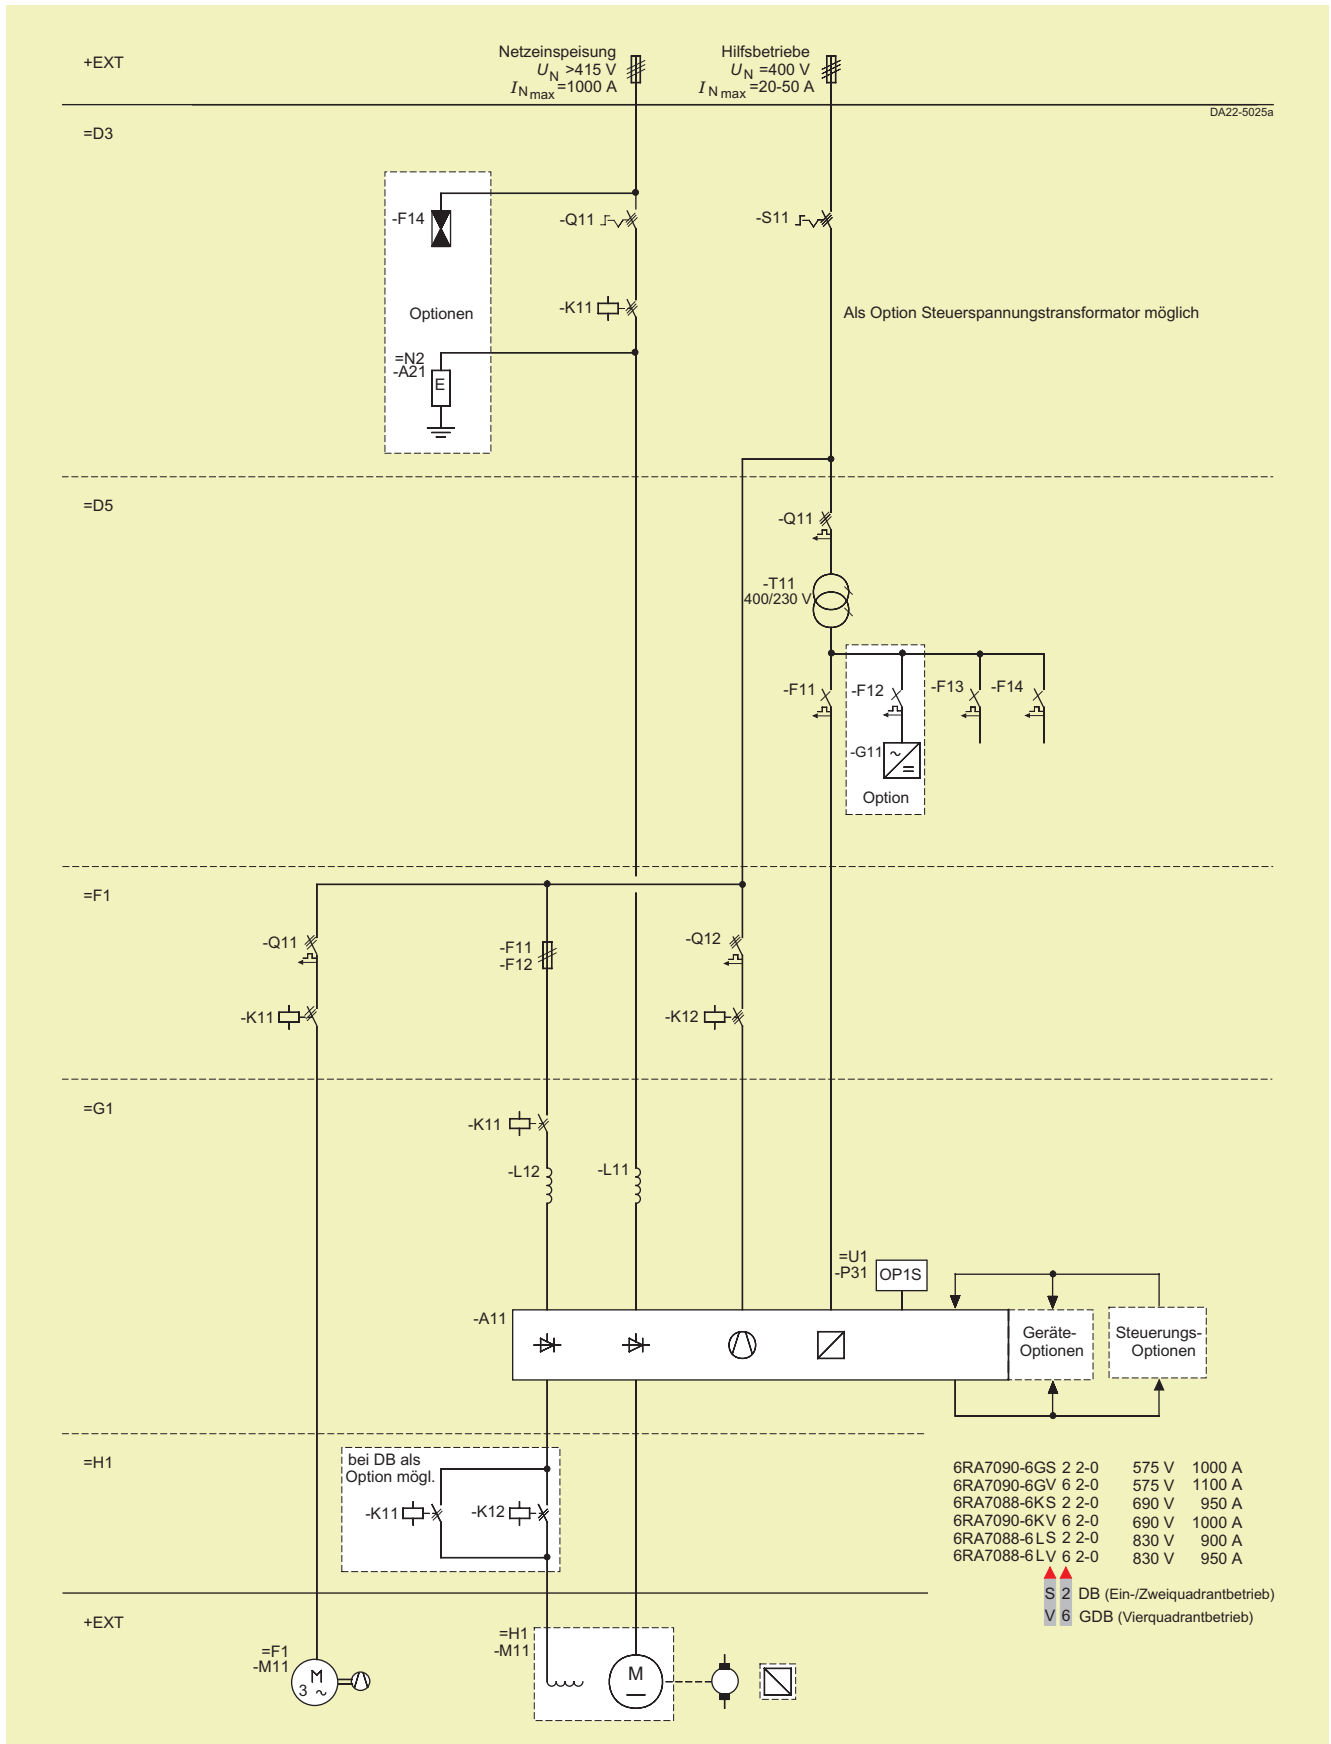 +EXT
Netzeinspeisung
U_N >415 V
I_N max =1000 A
Hilfsbetriebe
U_N =400 V
I_N max =20-50 A
DA22-5025a
=D3
-F14
-Q11
-S11
Optionen
-K11
Als Option Steuerspannungstransformator möglich
=N2
-A21
E
=D5
-Q11
-T11
400/230 V
-F11
-F12
-F13
-F14
-G11
~
=
Option
=F1
-Q11
-F11
-F12
-Q12
-K11
-K12
=G1
-K11
-L12
-L11
=U1
-P31
OP1S
-A11
Geräte-
Optionen
Steuerungs-
Optionen
=H1
bei DB als
Option mögl.
-K11
-K12
6RA7090-6GS 2 2-0 575 V 1000 A
6RA7090-6GV 6 2-0 575 V 1100 A
6RA7088-6KS 2 2-0 690 V 950 A
6RA7090-6KV 6 2-0 690 V 1000 A
6RA7088-6LS 2 2-0 830 V 900 A
6RA7088-6LV 6 2-0 830 V 950 A
S 2 DB (Ein-/Zweiquadrantbetrieb)
V 6 GDB (Vierquadrantbetrieb)
+EXT
=F1
-M11
M
3 ~
=H1
-M11
M